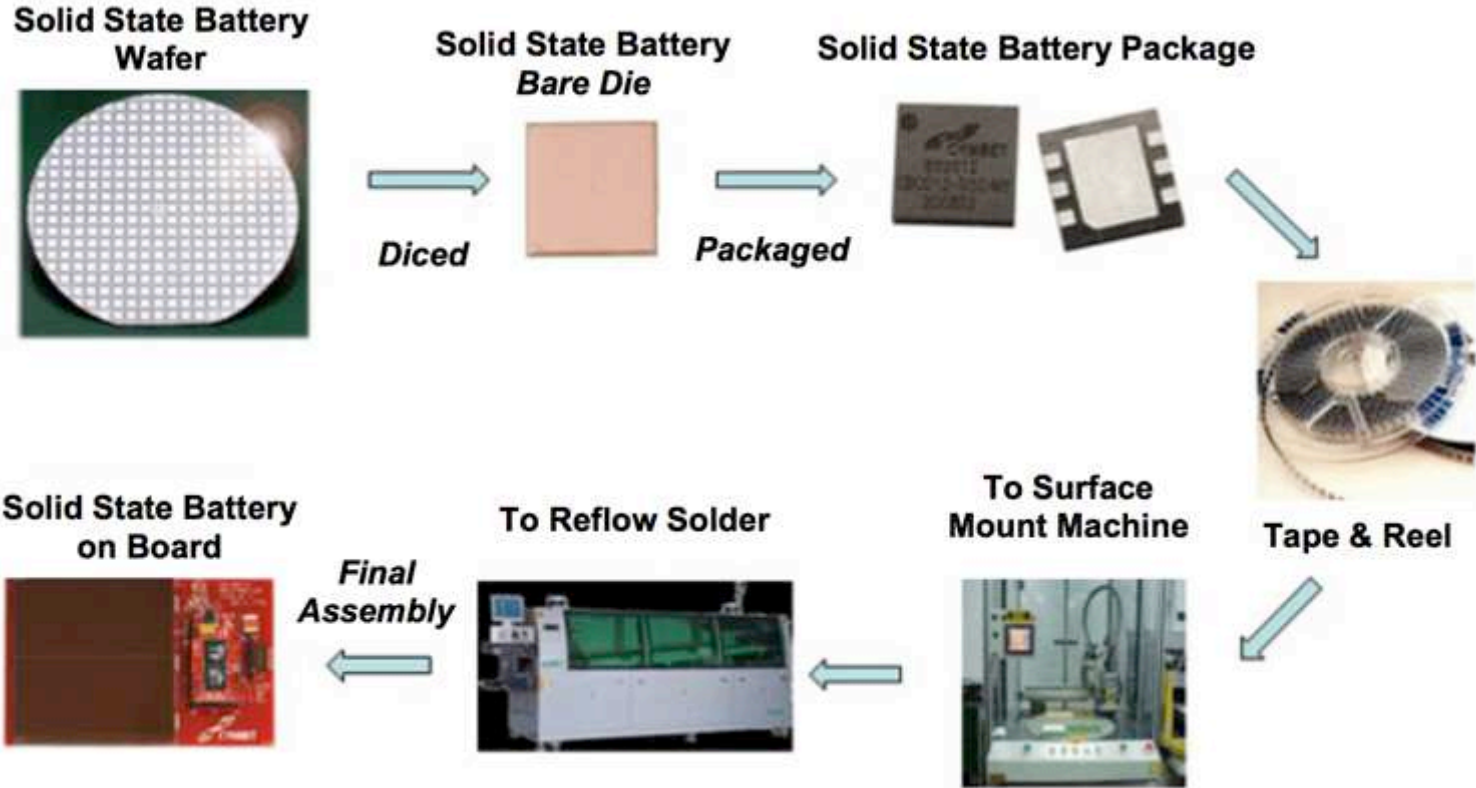 Solid State Battery
Wafer
Solid State Battery
Bare Die
Solid State Battery Package
Diced
Packaged
CYMBET
Tape & Reel
To Surface
Mount Machine
To Reflow Solder
Final
Assembly
Solid State Battery
on Board
CYMBET